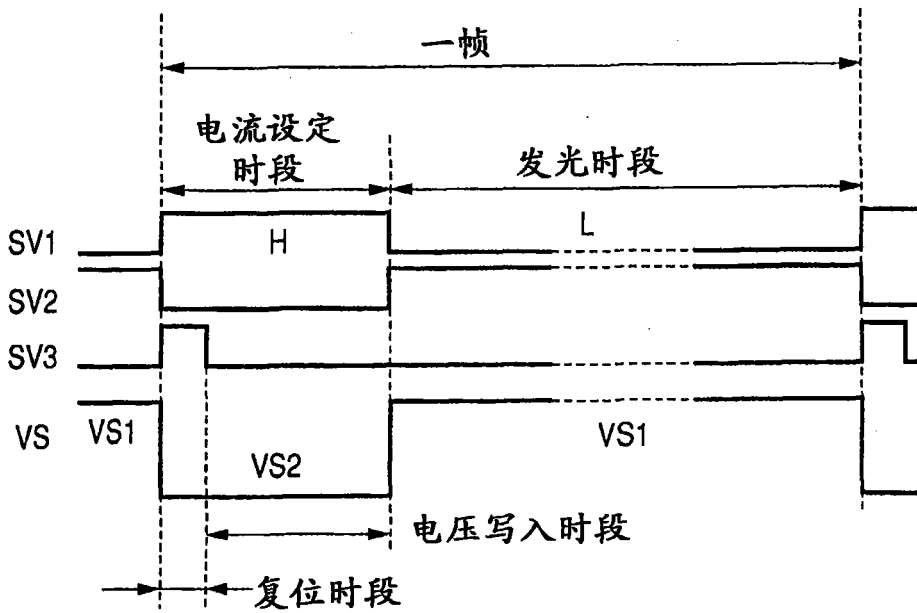 一帧
电流设定
时段
发光时段
SV1
H
L
SV2
SV3
VS
VS1
VS2
VS1
电压写入时段
复位时段